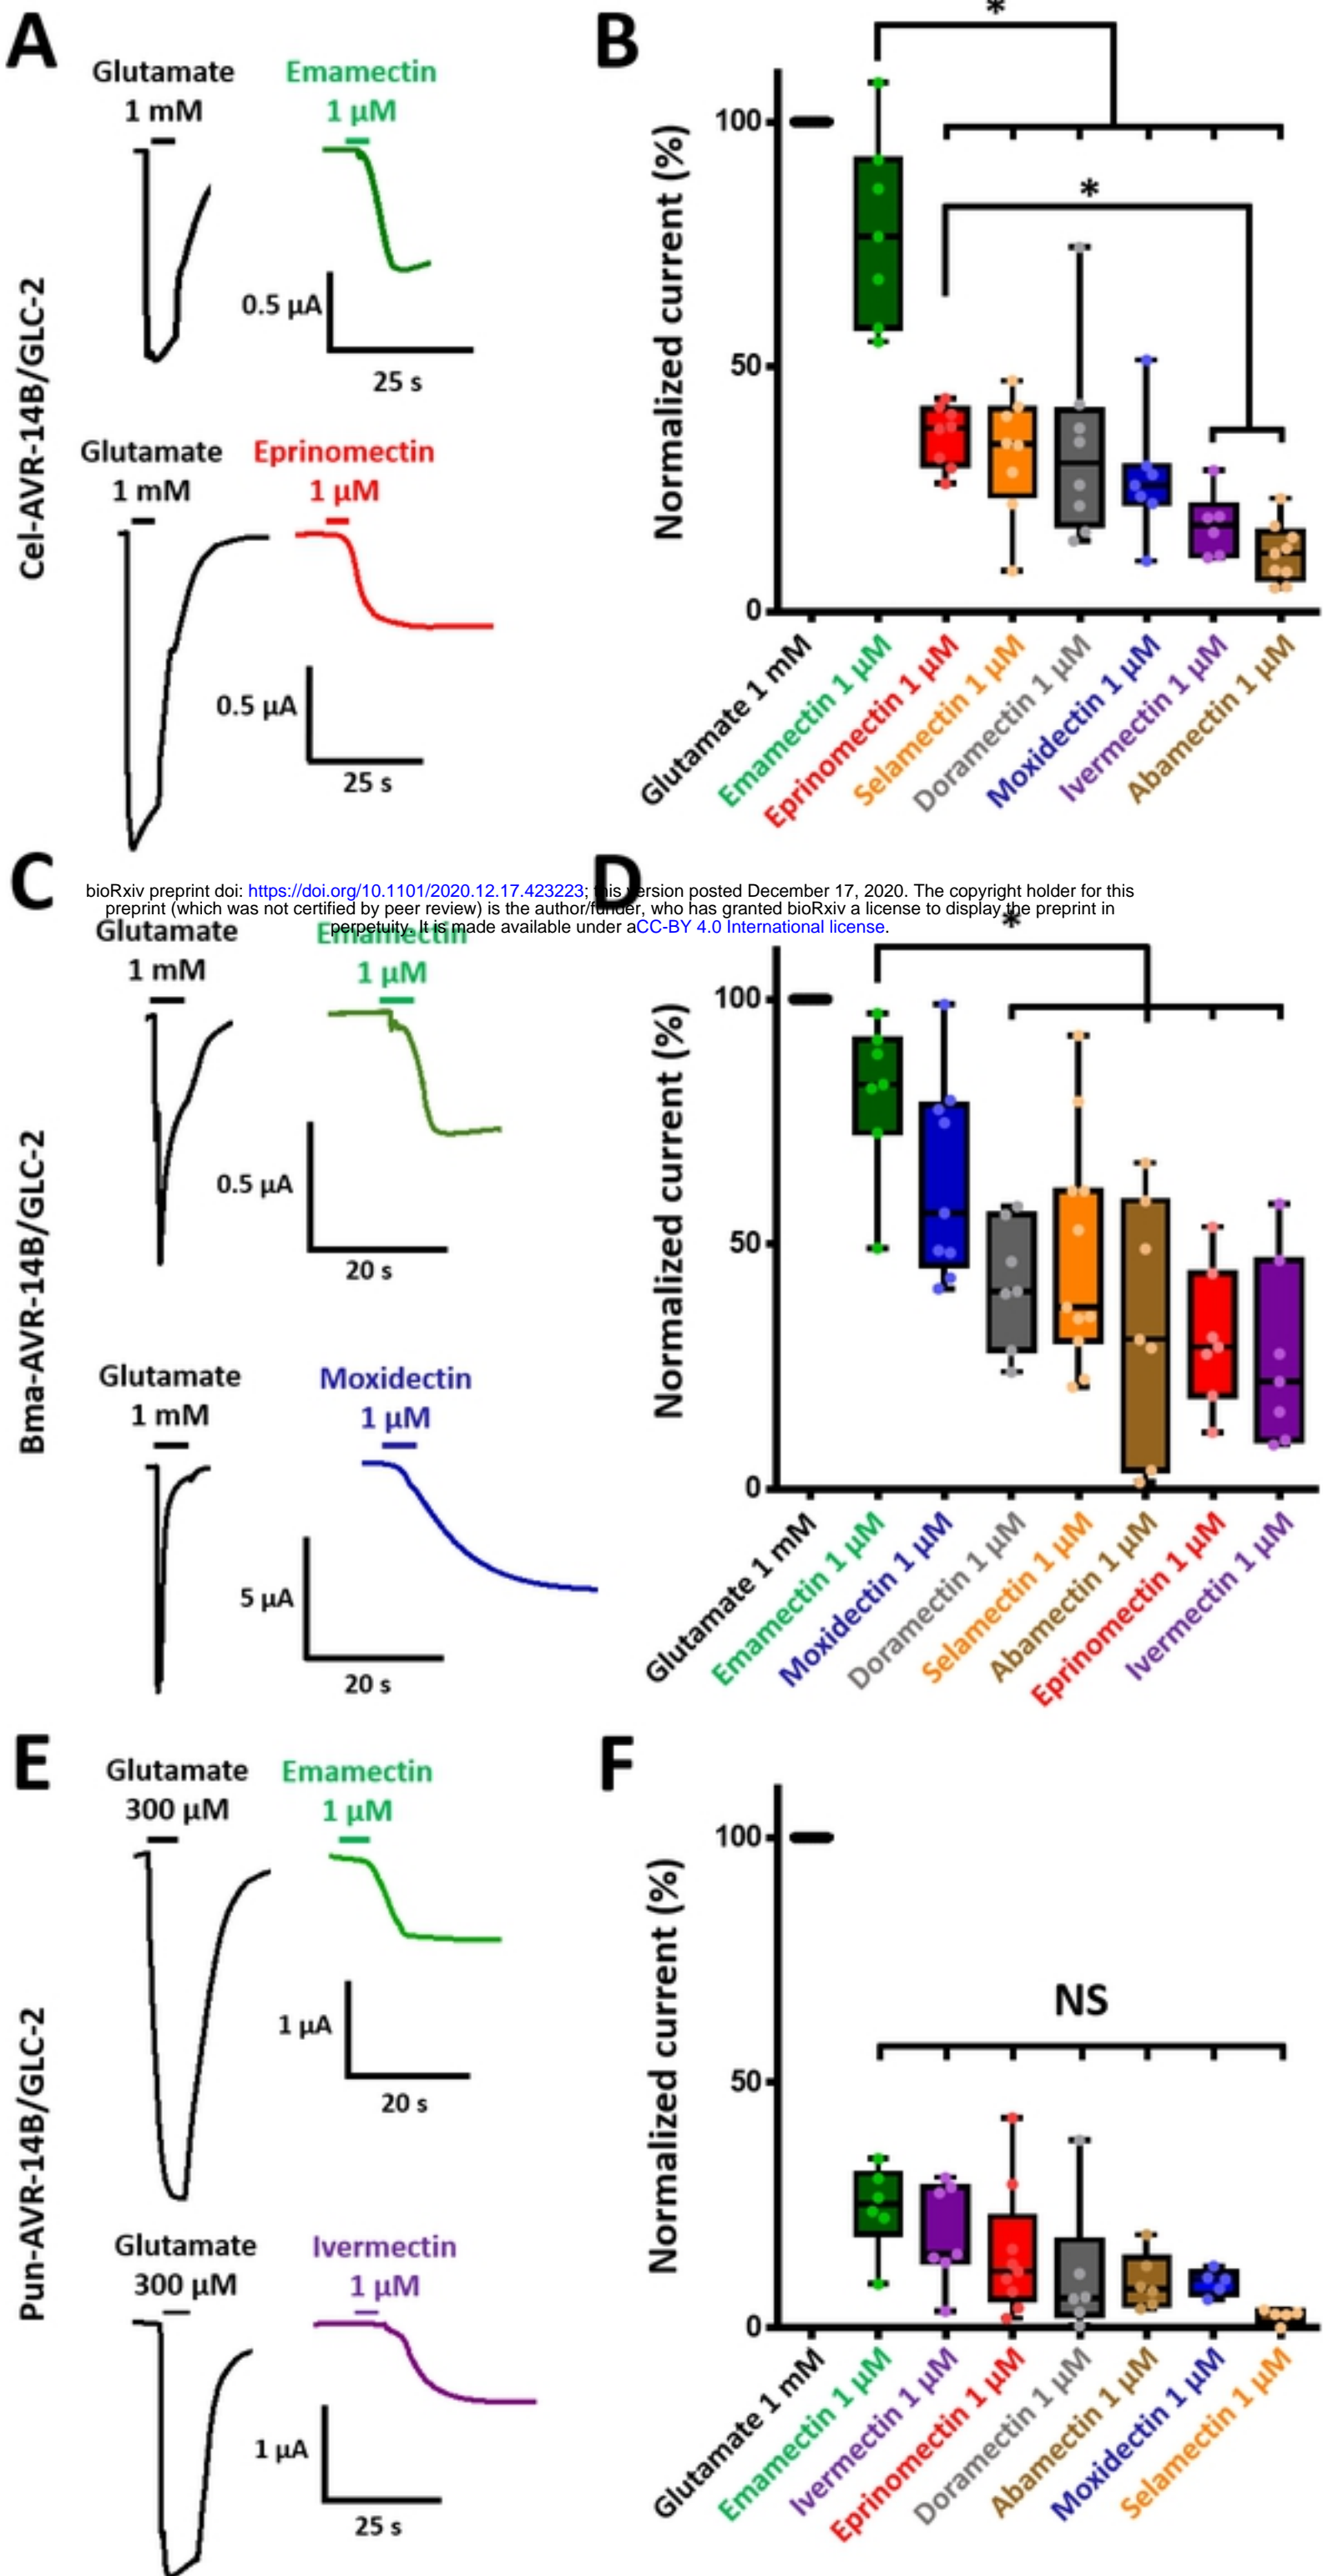 A
Glutamate
1 mM
Emamectin
1 µM
0.5 µA
25 s
Cel-AVR-14B/GLC-2
Glutamate
1 mM
Eprinomectin
1 µM
0.5 µA
25 s
B
*
*
Normalized current (%)
100
50
0
Glutamate 1 mM
Emamectin 1 µM
Eprinomectin 1 µM
Selamectin 1 µM
Doramectin 1 µM
Moxidectin 1 µM
Ivermectin 1 µM
Abamectin 1 µM
bioRxiv preprint doi: https://doi.org/10.1101/2020.12.17.423223; this version posted December 17, 2020. The copyright holder for this
preprint (which was not certified by peer review) is the author/funder, who has granted bioRxiv a license to display the preprint in
perpetuity. It is made available under aCC-BY 4.0 International license.
C
Glutamate
1 mM
Emamectin
1 µM
0.5 µA
20 s
Bma-AVR-14B/GLC-2
Glutamate
1 mM
Moxidectin
1 µM
5 µA
20 s
D
*
Normalized current (%)
100
50
0
Glutamate 1 mM
Emamectin 1 µM
Moxidectin 1 µM
Doramectin 1 µM
Selamectin 1 µM
Abamectin 1 µM
Eprinomectin 1 µM
Ivermectin 1 µM
E
Glutamate
300 µM
Emamectin
1 µM
1 µA
20 s
Pun-AVR-14B/GLC-2
Glutamate
300 µM
Ivermectin
1 µM
1 µA
25 s
F
NS
Normalized current (%)
100
50
0
Glutamate 1 mM
Emamectin 1 µM
Ivermectin 1 µM
Eprinomectin 1 µM
Doramectin 1 µM
Abamectin 1 µM
Moxidectin 1 µM
Selamectin 1 µM